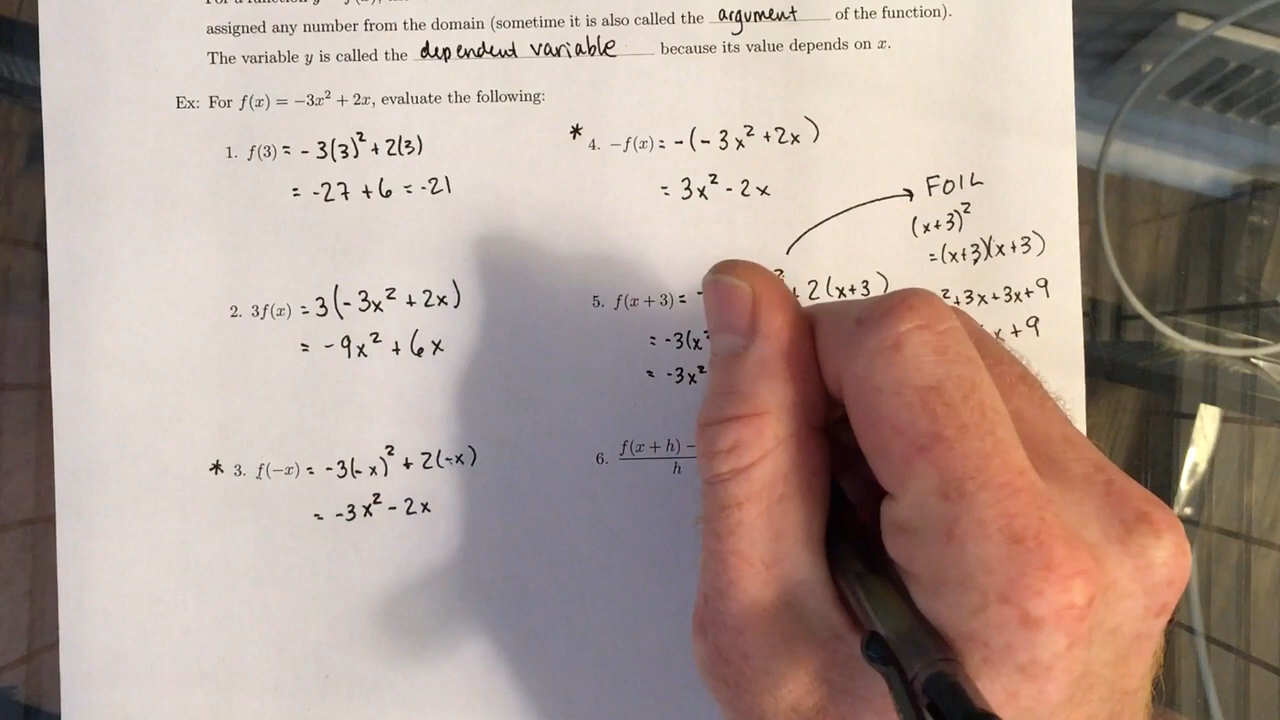 assigned any number from the domain (sometime it is also called the argument of the function).
The variable y is called the dependent variable because its value depends on x.
Ex: For f(x) = −3x² + 2x, evaluate the following:
1. f(3) = -3(3)² + 2(3)
= -27 + 6 = -21
2. 3f(x) = 3(-3x² + 2x)
= -9x² + 6x
* 3. f(−x) = -3(-x)² + 2(-x)
= -3x² - 2x
* 4. −f(x) = -(-3x² + 2x)
= 3x² - 2x
5. f(x + 3) = - + 2(x+3)
= -3(x²
= -3x²
→ FOIL
(x+3)²
= (x+3)(x+3)
² + 3x + 3x + 9
x + 9
6. f(x + h) −
h